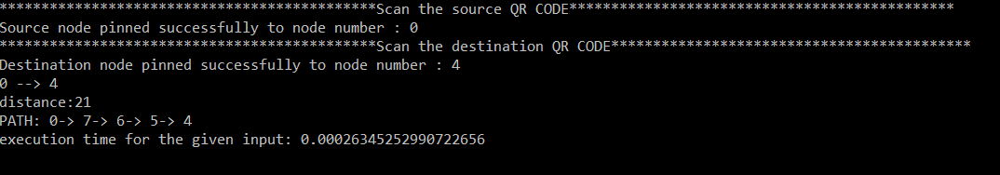 *********************************************Scan the source QR CODE**********************************************
Source node pinned successfully to node number : 0
*********************************************Scan the destination QR CODE*******************************************
Destination node pinned successfully to node number : 4
0 --> 4
distance:21
PATH: 0-> 7-> 6-> 5-> 4
execution time for the given input: 0.00026345252990722656